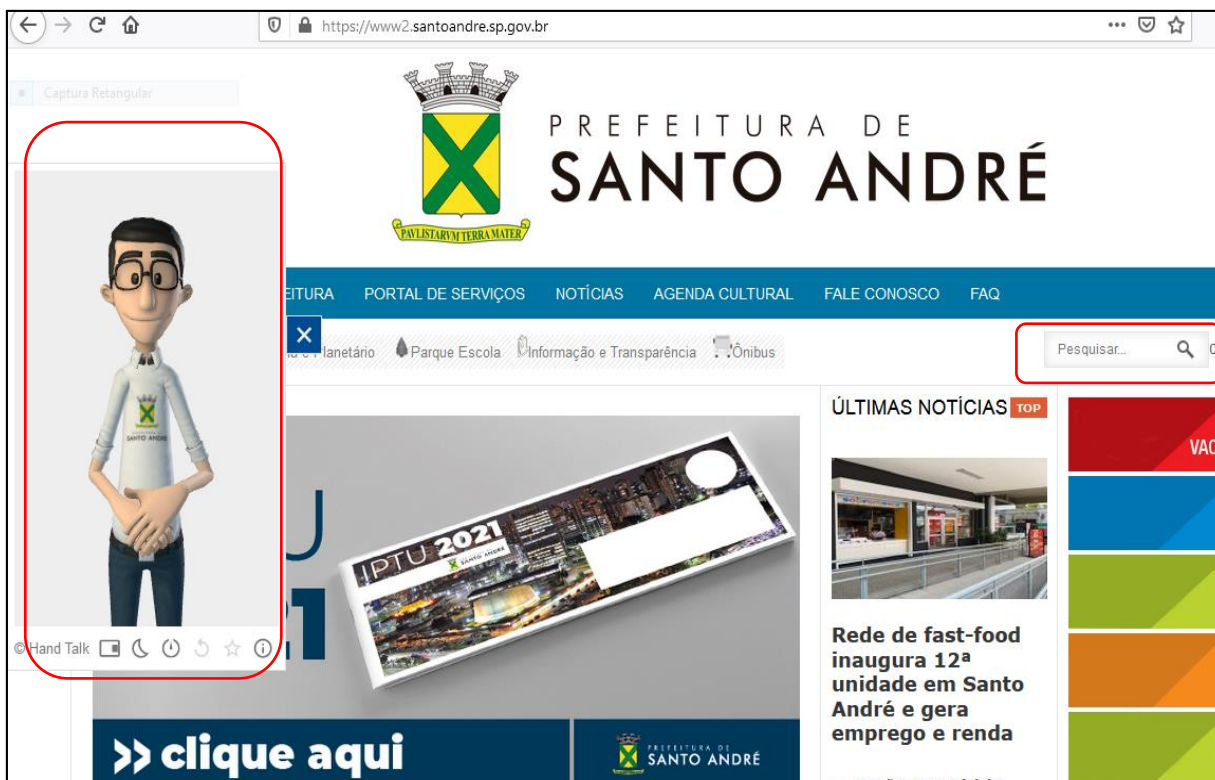 https://www2.santoandre.sp.gov.br
Captura Retangular
PREFEITURA DE
SANTO ANDRÉ
PAVLISTARVM TERRA MATER
EITURA PORTAL DE SERVIÇOS NOTÍCIAS AGENDA CULTURAL FALE CONOSCO FAQ
Planetário Parque Escola Informação e Transparência Ônibus
Pesquisar...
ÚLTIMAS NOTÍCIAS TOP
VAC
SANTO ANDRÉ
U
21
IPTU 2021
SANTO ANDRÉ
© Hand Talk
Rede de fast-food
inaugura 12ª
unidade em Santo
André e gera
emprego e renda
>> clique aqui
PREFEITURA DE
SANTO ANDRÉ